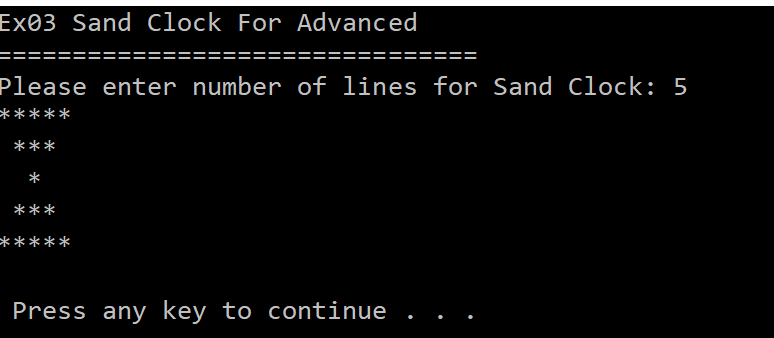 Ex03 Sand Clock For Advanced
================================
Please enter number of lines for Sand Clock: 5
*****
 ***
  *
 ***
*****
 Press any key to continue . . .